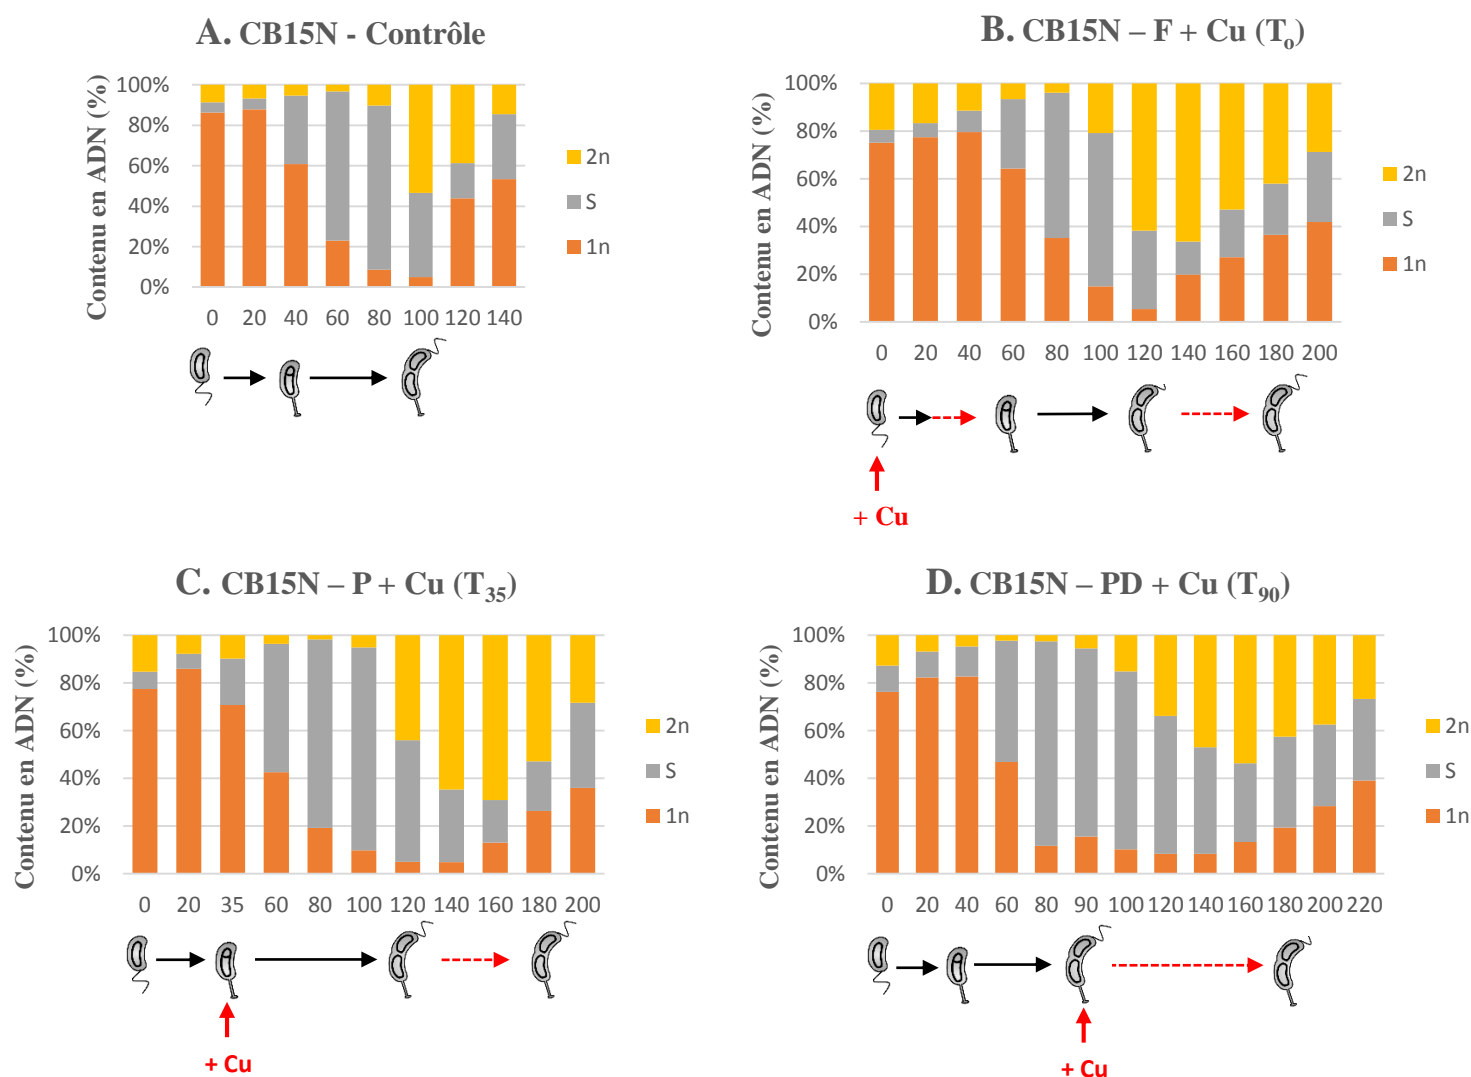 A. CB15N - Contrôle
Contenu en ADN (%)
100%
80%
60%
40%
20%
0%
0 20 40 60 80 100 120 140
2n
S
1n
B. CB15N – F + Cu (To)
Contenu en ADN (%)
100%
80%
60%
40%
20%
0%
0 20 40 60 80 100 120 140 160 180 200
2n
S
1n
+ Cu
C. CB15N – P + Cu (T35)
Contenu en ADN (%)
100%
80%
60%
40%
20%
0%
0 20 35 60 80 100 120 140 160 180 200
2n
S
1n
+ Cu
D. CB15N – PD + Cu (T90)
Contenu en ADN (%)
100%
80%
60%
40%
20%
0%
0 20 40 60 80 90 100 120 140 160 180 200 220
2n
S
1n
+ Cu